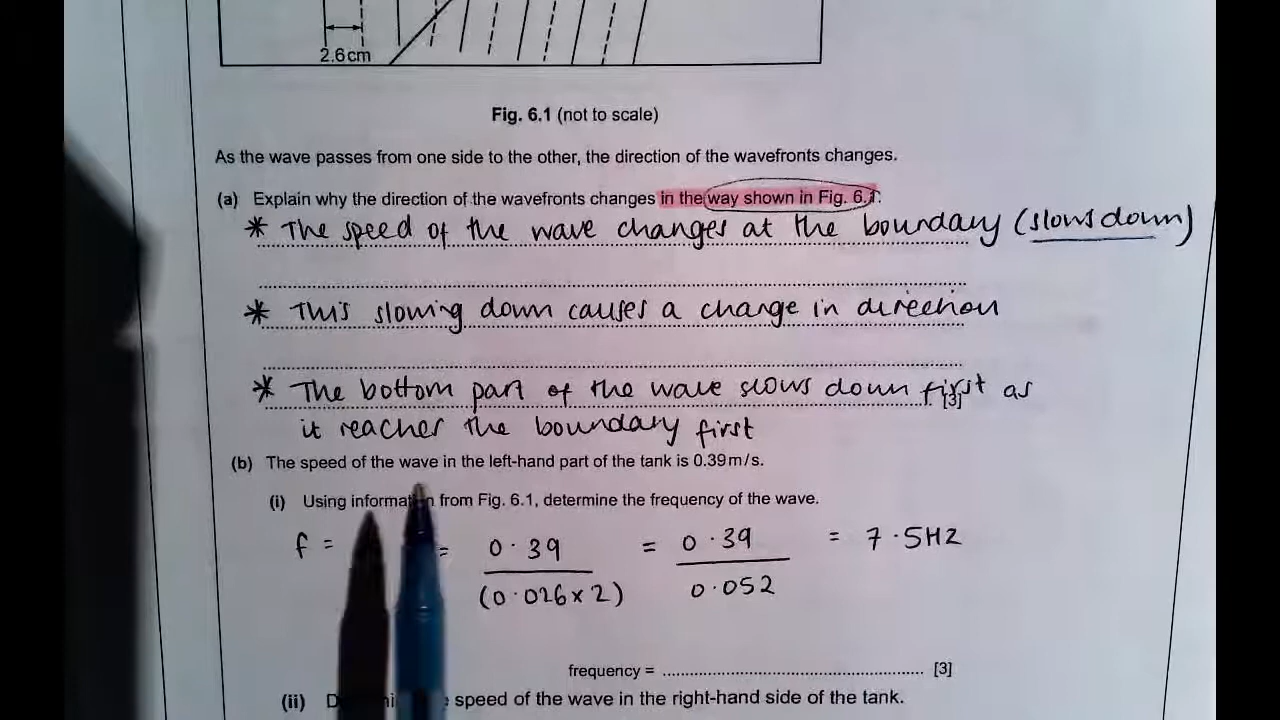 2.6cm
Fig. 6.1 (not to scale)
As the wave passes from one side to the other, the direction of the wavefronts changes.
(a) Explain why the direction of the wavefronts changes in the way shown in Fig. 6.1.
* The speed of the wave changes at the boundary (slows down)
* This slowing down causes a change in direction
* The bottom part of the wave slows down first as
[3]
it reaches the boundary first
(b) The speed of the wave in the left-hand part of the tank is 0.39m/s.
(i) Using information from Fig. 6.1, determine the frequency of the wave.
f = = 0.39 = 0.39 = 7.5HZ
(0.026 × 2) 0.052
frequency = ........................................................ [3]
(ii) speed of the wave in the right-hand side of the tank.